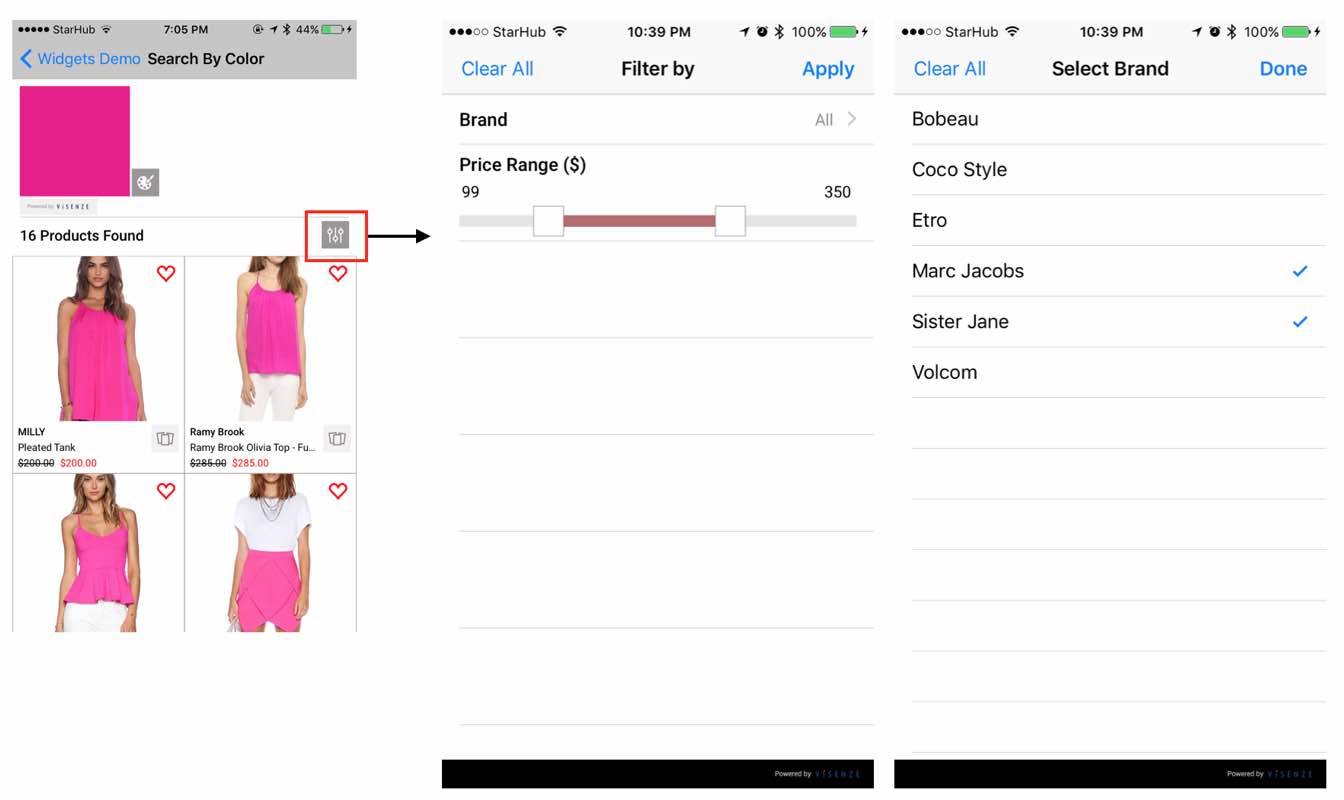 StarHub 7:05 PM 44%
Widgets Demo Search By Color
Powered by ViSENZE
16 Products Found
MILLY
Pleated Tank
$200.00 $200.00
Ramy Brook
Ramy Brook Olivia Top - Fu...
$285.00 $285.00
StarHub 10:39 PM 100%
Clear All Filter by Apply
Brand All
Price Range ($)
99 350
Powered by ViSENZE
StarHub 10:39 PM 100%
Clear All Select Brand Done
Bobeau
Coco Style
Etro
Marc Jacobs
Sister Jane
Volcom
Powered by ViSENZE